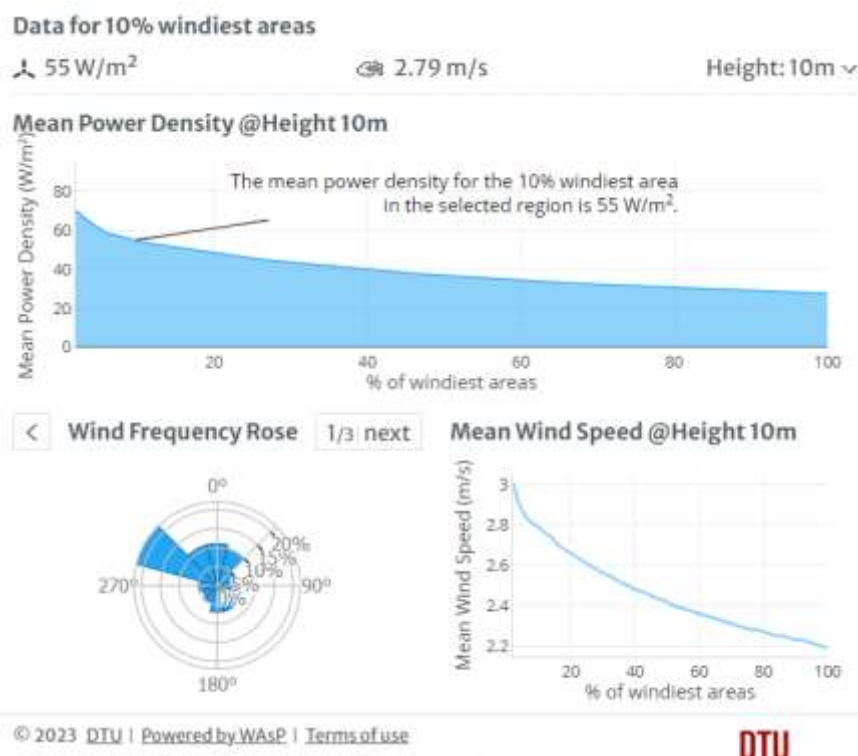 Data for 10% windiest areas
55 W/m² 2.79 m/s Height: 10m
Mean Power Density @Height 10m
Mean Power Density (W/m²)
The mean power density for the 10% windiest area
in the selected region is 55 W/m².
80
60
40
20
0
20 40 60 80 100
% of windiest areas
< Wind Frequency Rose 1/3 next
0°
20%
15%
10%
5%
0%
270° 90°
180°
Mean Wind Speed @Height 10m
Mean Wind Speed (m/s)
3
2.8
2.6
2.4
2.2
20 40 60 80 100
% of windiest areas
© 2023 DTU | Powered by WAsP | Terms of use
DTU